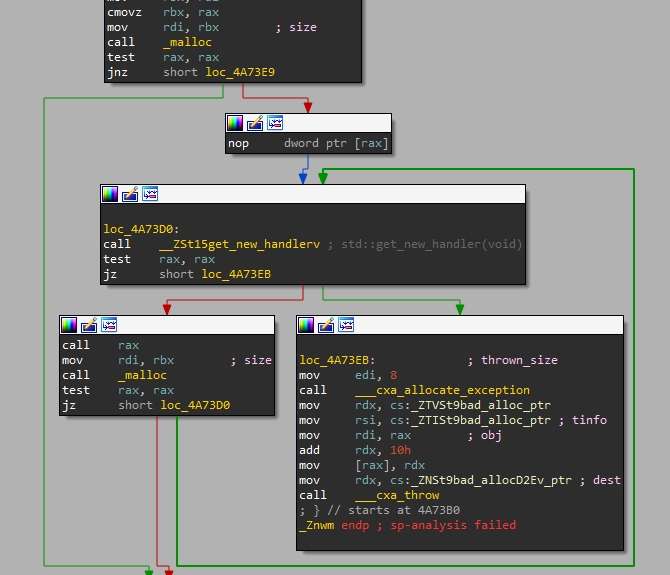 cmovz rbx, rax
mov rdi, rbx ; size
call _malloc
test rax, rax
jnz short loc_4A73E9
nop dword ptr [rax]
loc_4A73D0:
call __ZSt15get_new_handlerv ; std::get_new_handler(void)
test rax, rax
jz short loc_4A73EB
call rax
mov rdi, rbx ; size
call _malloc
test rax, rax
jz short loc_4A73D0
loc_4A73EB: ; thrown_size
mov edi, 8
call ___cxa_allocate_exception
mov rdx, cs:_ZTVSt9bad_alloc_ptr
mov rsi, cs:_ZTISt9bad_alloc_ptr ; tinfo
mov rdi, rax ; obj
add rdx, 10h
mov [rax], rdx
mov rdx, cs:_ZNSt9bad_allocD2Ev_ptr ; dest
call ___cxa_throw
; } // starts at 4A73B0
_Znwm endp ; sp-analysis failed